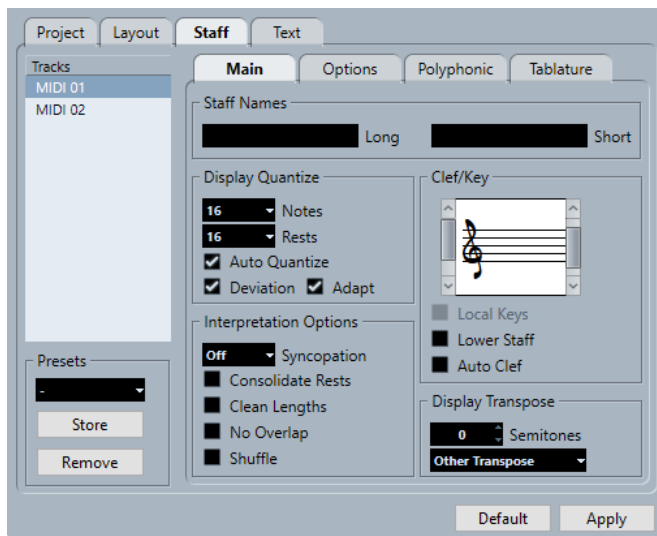 Project Layout Staff Text
Tracks
MIDI 01
MIDI 02
Presets
-
Store
Remove
Main Options Polyphonic Tablature
Staff Names
Long Short
Display Quantize
16 Notes
16 Rests
Auto Quantize
Deviation Adapt
Interpretation Options
Off Syncopation
Consolidate Rests
Clean Lengths
No Overlap
Shuffle
Clef/Key
Local Keys
Lower Staff
Auto Clef
Display Transpose
0 Semitones
Other Transpose
Default Apply